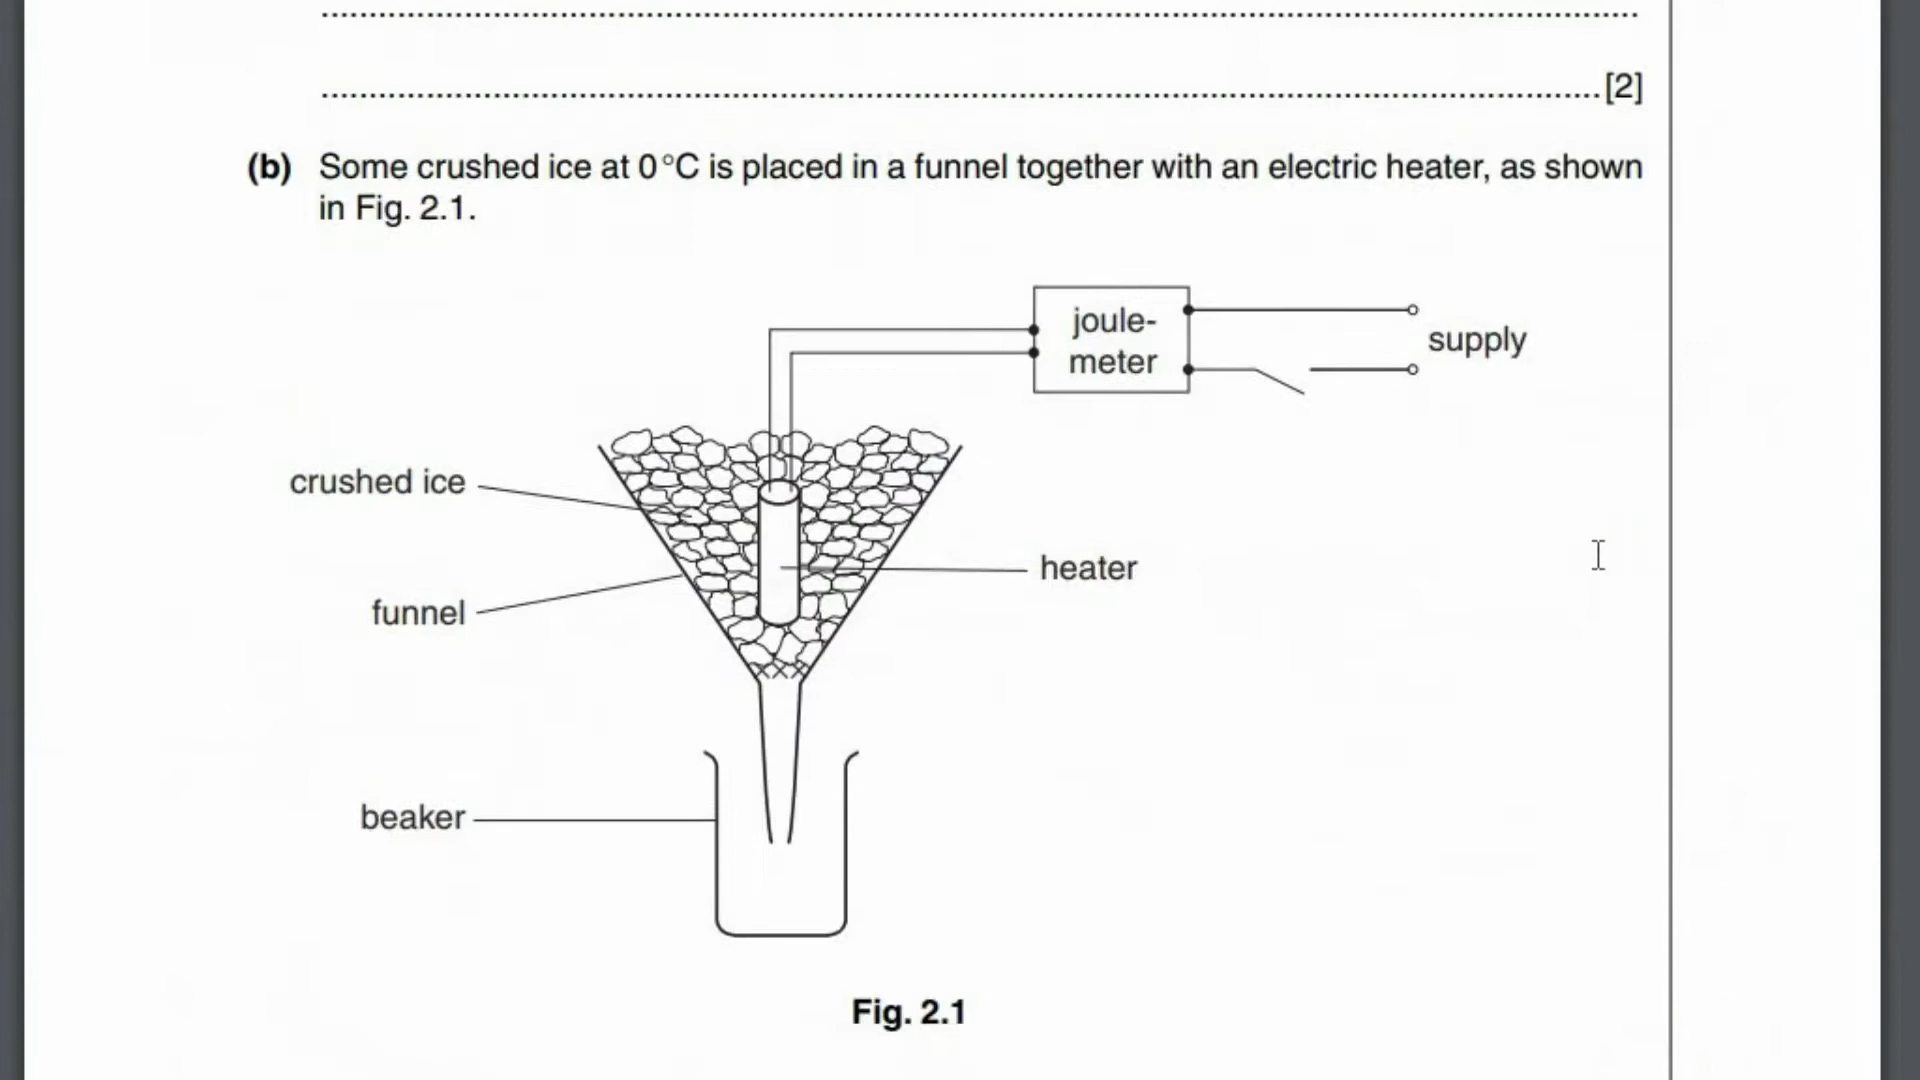 [2]
(b) Some crushed ice at 0°C is placed in a funnel together with an electric heater, as shown
in Fig. 2.1.
joule-
meter
supply
crushed ice
heater
funnel
beaker
Fig. 2.1